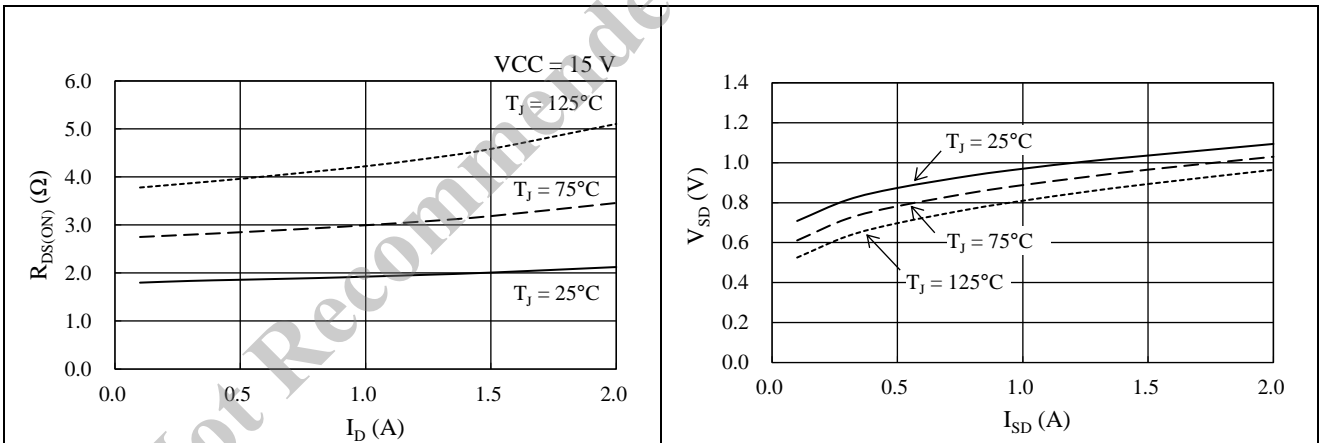 VCC = 15 V
6.0
5.0
4.0
3.0
2.0
1.0
0.0
R_DS(ON) (Ω)
T_J = 125°C
T_J = 75°C
T_J = 25°C
0.0 0.5 1.0 1.5 2.0
I_D (A)
1.4
1.2
1.0
0.8
0.6
0.4
0.2
0.0
V_SD (V)
T_J = 25°C
T_J = 75°C
T_J = 125°C
0.0 0.5 1.0 1.5 2.0
I_SD (A)
Not Recommende